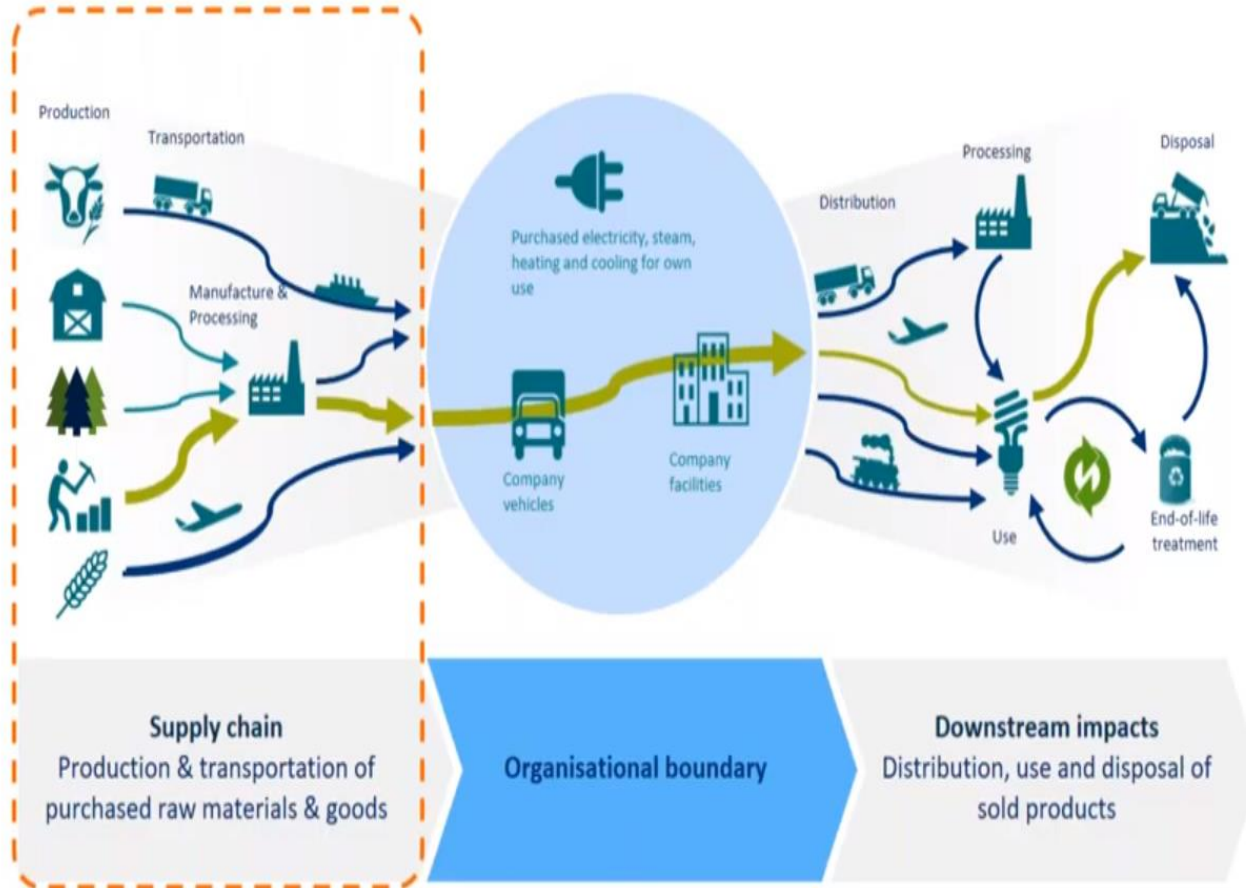 Production
Transportation
Manufacture &
Processing
Purchased electricity, steam,
heating and cooling for own
use
Company
vehicles
Company
facilities
Distribution
Processing
Disposal
Use
End-of-life
treatment
Supply chain
Production & transportation of
purchased raw materials & goods
Organisational boundary
Downstream impacts
Distribution, use and disposal of
sold products